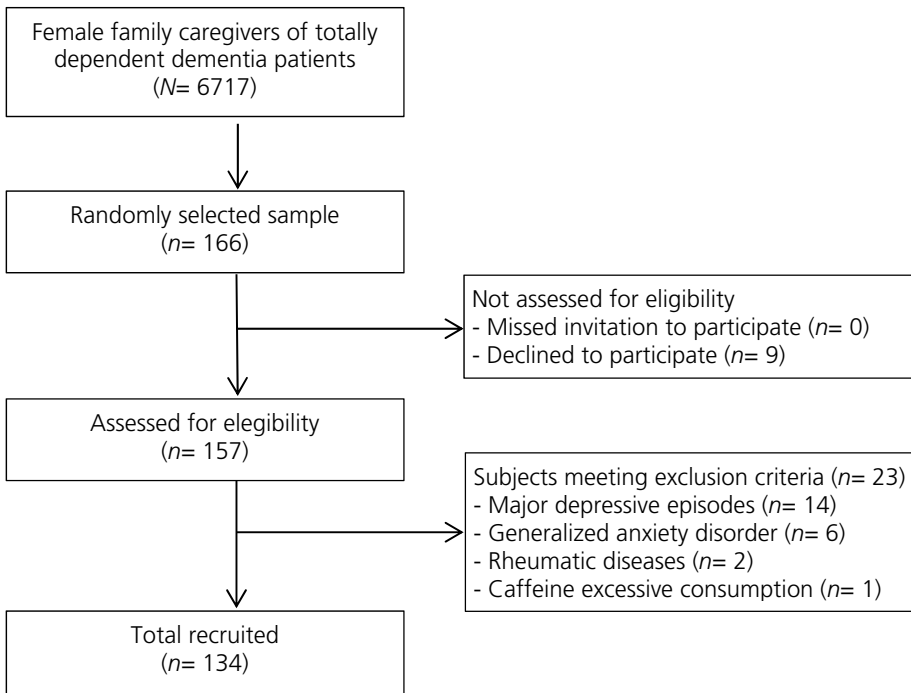 Female family caregivers of totally
dependent dementia patients
(N= 6717)
Randomly selected sample
(n= 166)
Not assessed for eligibility
- Missed invitation to participate (n= 0)
- Declined to participate (n= 9)
Assessed for elegibility
(n= 157)
Subjects meeting exclusion criteria (n= 23)
- Major depressive episodes (n= 14)
- Generalized anxiety disorder (n= 6)
- Rheumatic diseases (n= 2)
- Caffeine excessive consumption (n= 1)
Total recruited
(n= 134)